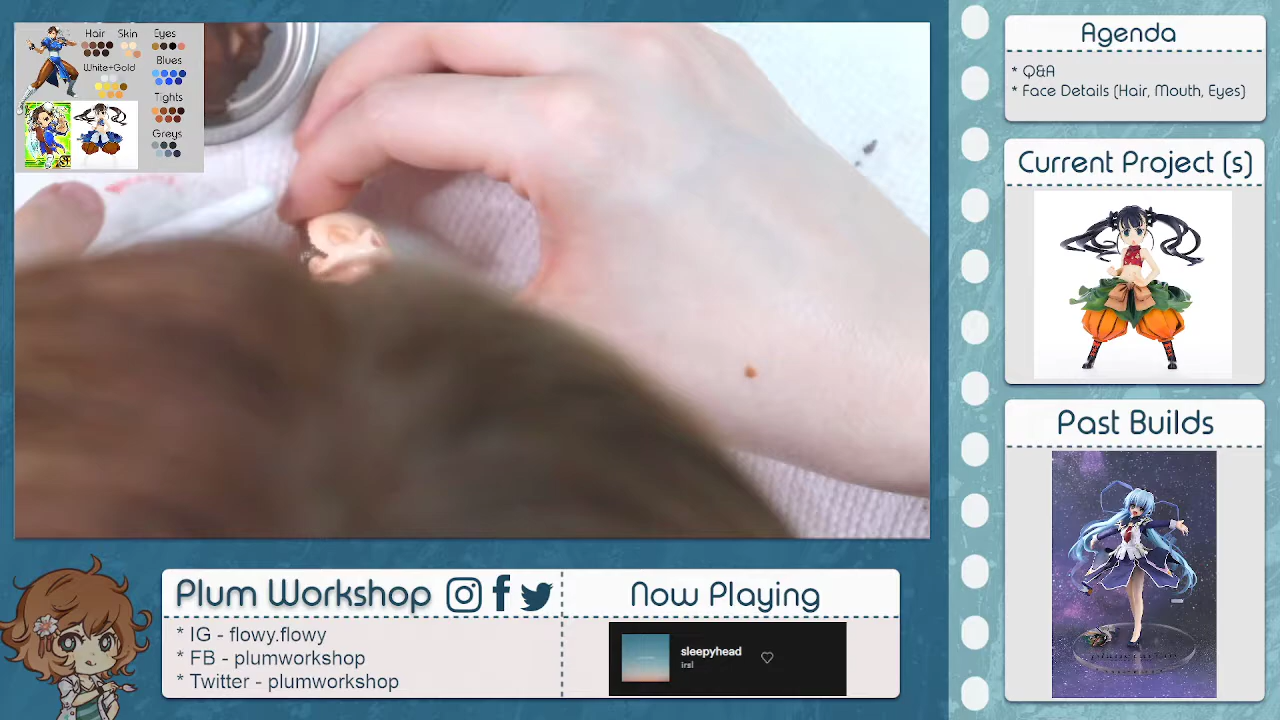 Hair Skin Eyes
White+Gold
Blues
Tights
Greys
Agenda
* Q&A
* Face Details (Hair, Mouth, Eyes)
Current Project (s)
Past Builds
Plum Workshop
* IG - flowy.flowy
* FB - plumworkshop
* Twitter - plumworkshop
Now Playing
sleepyhead
irsl